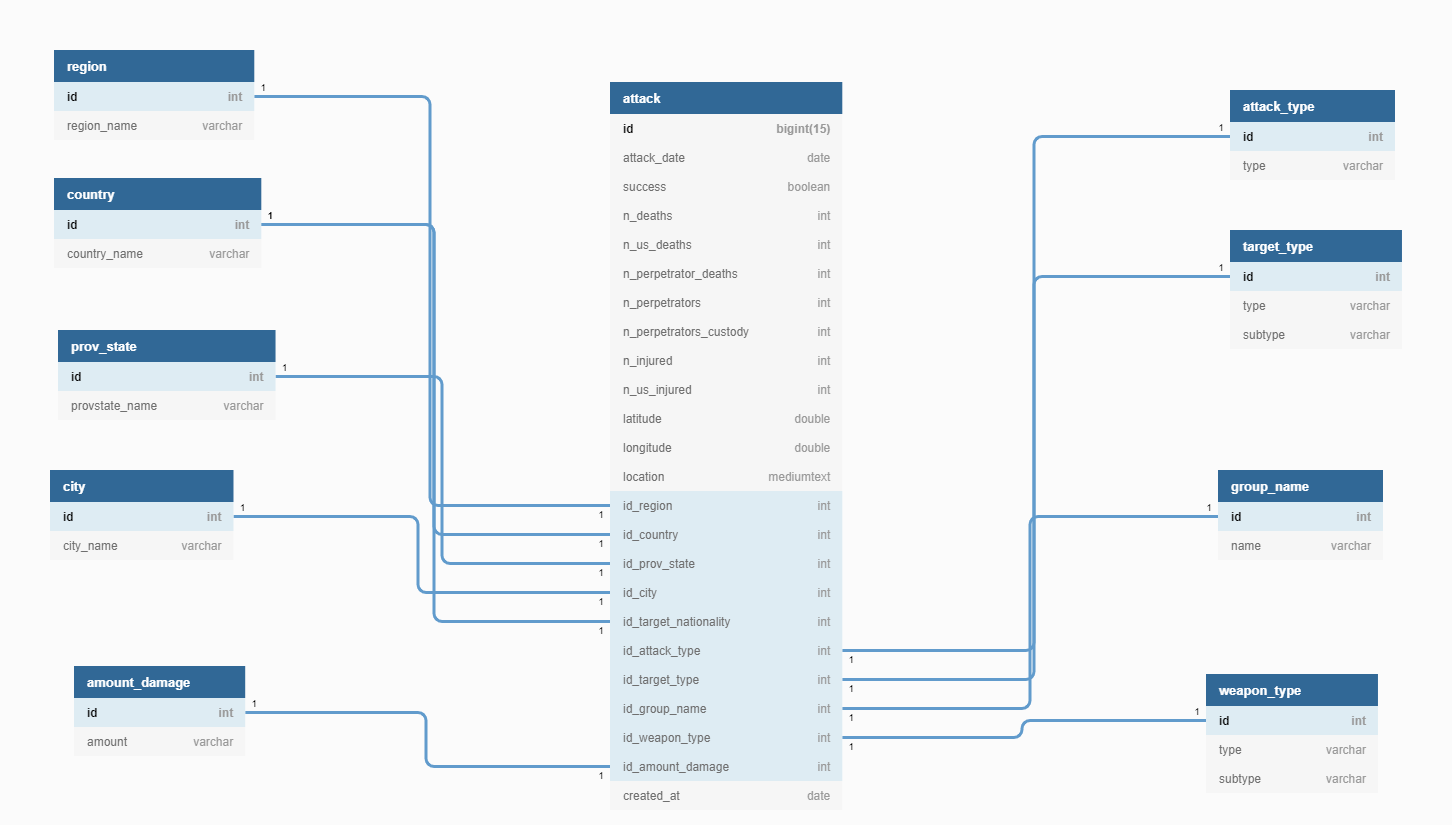 region
id int
region_name varchar
1
country
id int
country_name varchar
1
prov_state
id int
provstate_name varchar
1
city
id int
city_name varchar
1
amount_damage
id int
amount varchar
1
attack
id bigint(15)
attack_date date
success boolean
n_deaths int
n_us_deaths int
n_perpetrator_deaths int
n_perpetrators int
n_perpetrators_custody int
n_injured int
n_us_injured int
latitude double
longitude double
location mediumtext
1 id_region int
1 id_country int
1 id_prov_state int
1 id_city int
1 id_target_nationality int
id_attack_type int 1
id_target_type int 1
id_group_name int 1
id_weapon_type int 1
1 id_amount_damage int
created_at date
attack_type
1 id int
type varchar
target_type
1 id int
type varchar
subtype varchar
group_name
1 id int
name varchar
weapon_type
1 id int
type varchar
subtype varchar